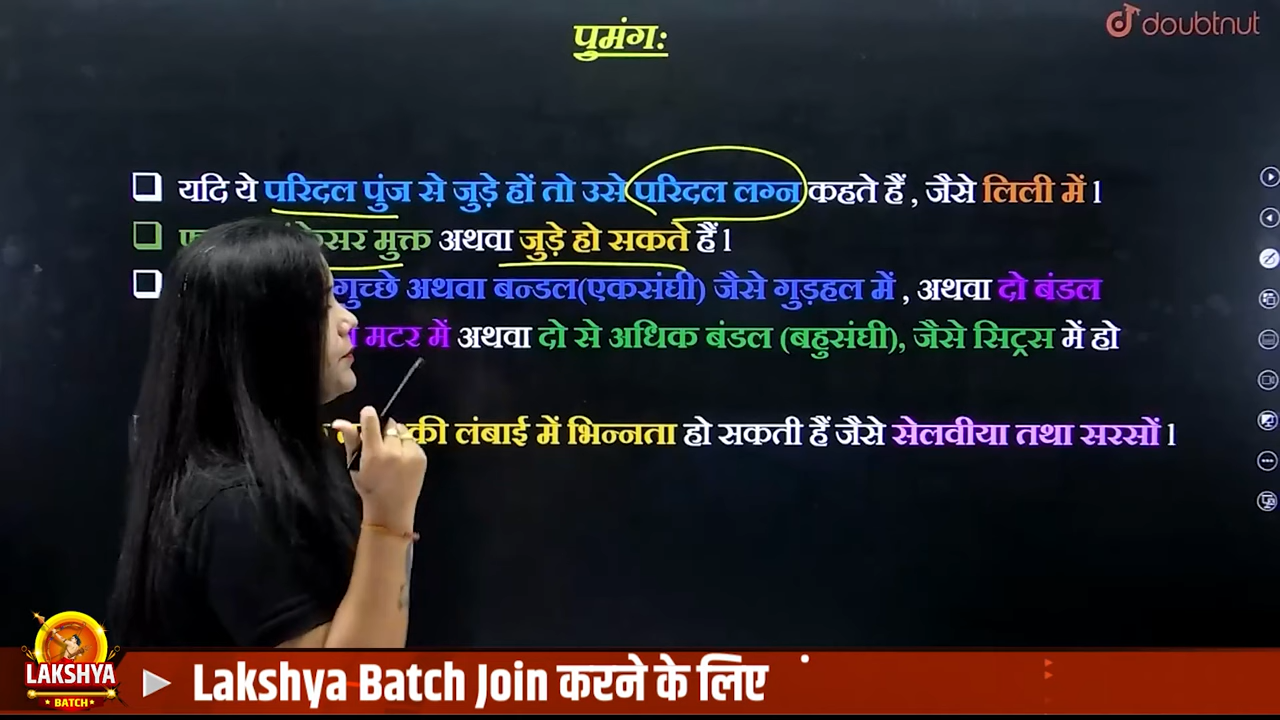 पुमंगः
doubtnut
यदि ये परिदल पुंज से जुड़े हों तो उसे परिदल लग्न कहते हैं , जैसे लिली में l
मुक्त अथवा जुड़े हो सकते हैं l
गुच्छे अथवा बन्डल(एकसंघी) जैसे गुड़हल में , अथवा दो बंडल
मटर में अथवा दो से अधिक बंडल (बहुसंघी), जैसे सिट्रस में हो
की लंबाई में भिन्नता हो सकती हैं जैसे सेलवीया तथा सरसों l
LAKSHYA
BATCH
Lakshya Batch Join करने के लिए